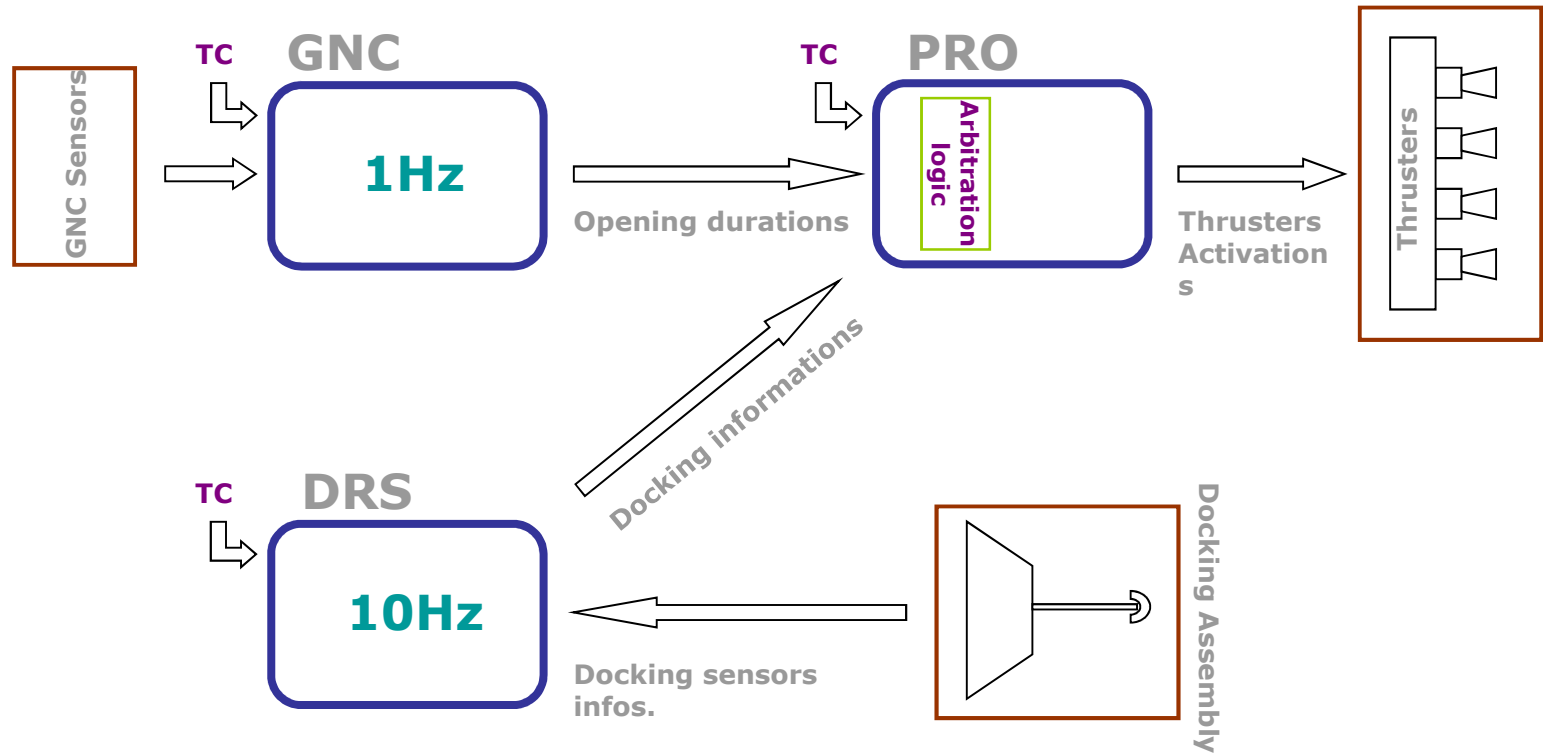 TC
GNC
TC
PRO
GNC Sensors
1Hz
Opening durations
Arbitration
logic
Thrusters
Activation
s
Thrusters
Docking informations
TC
DRS
10Hz
Docking sensors
infos.
Docking Assembly